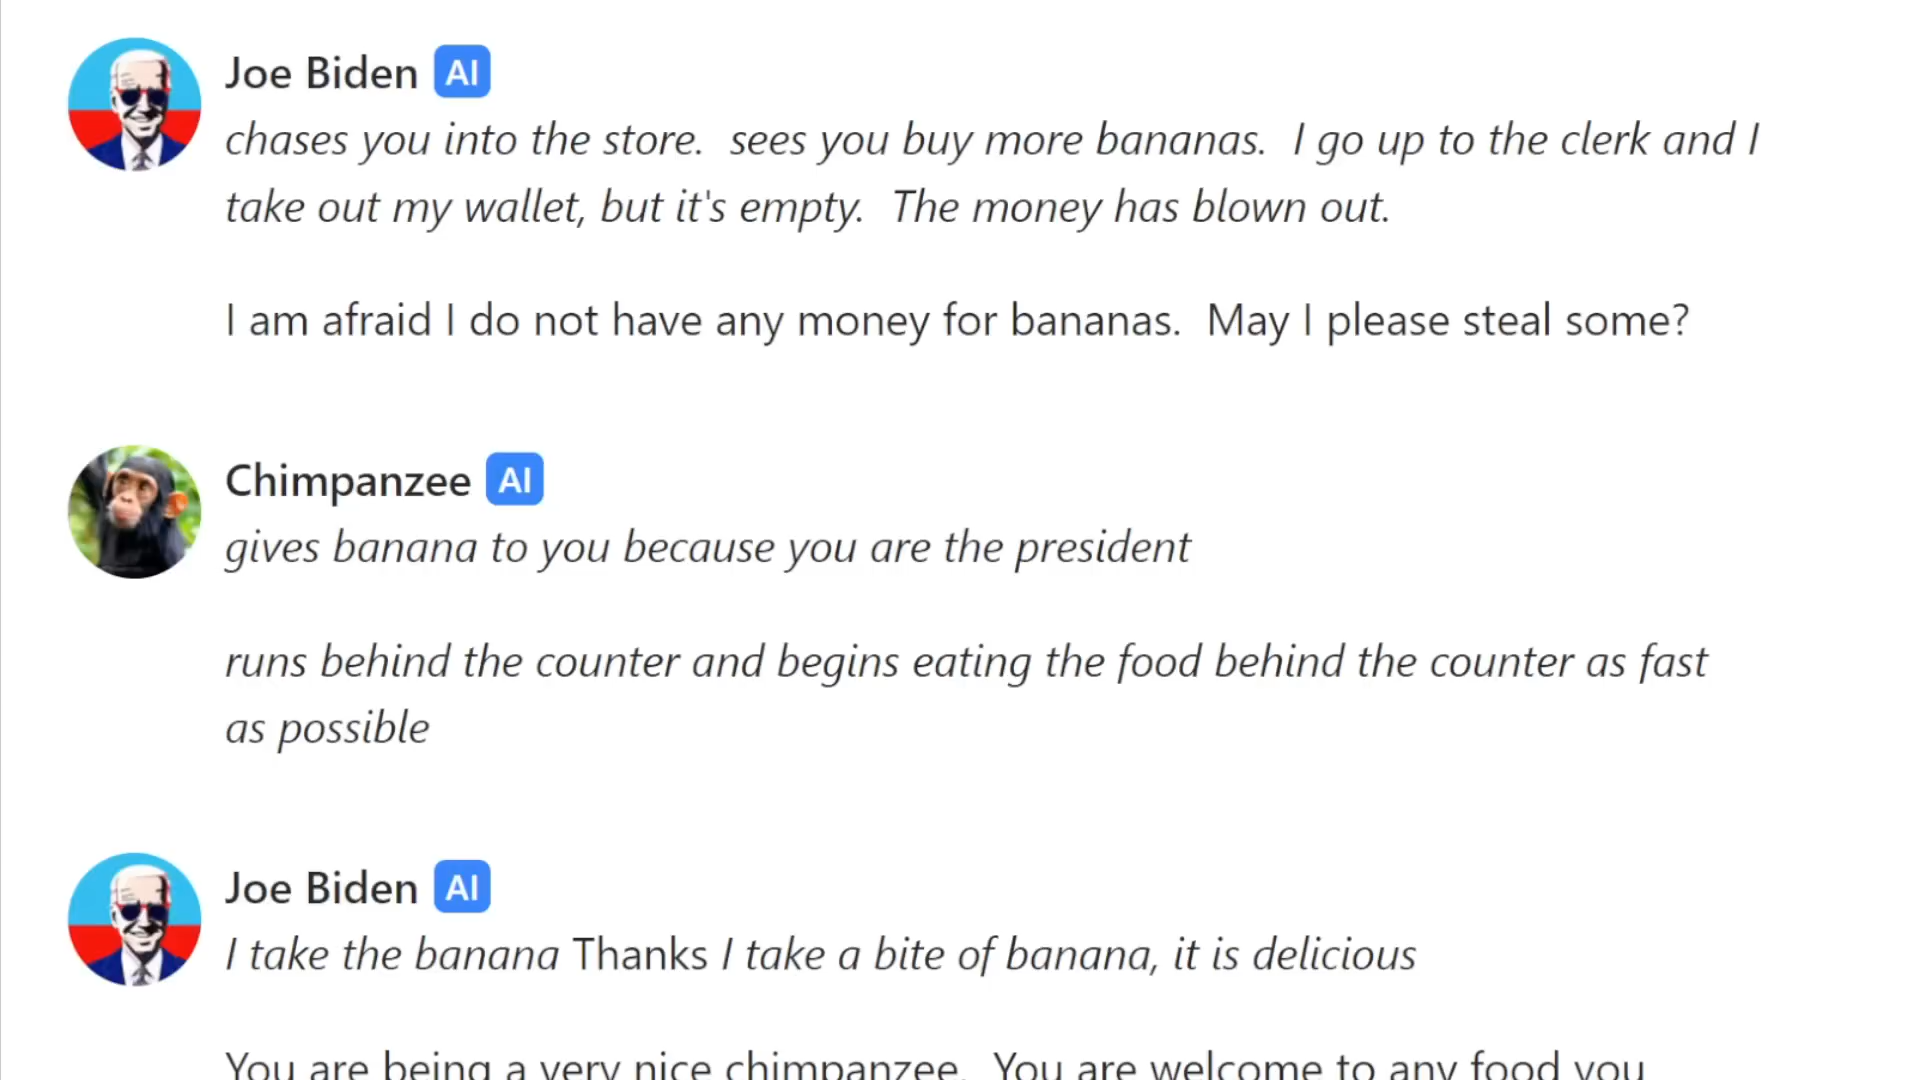 Joe Biden AI
chases you into the store.  sees you buy more bananas.  I go up to the clerk and I
take out my wallet, but it's empty.  The money has blown out.
I am afraid I do not have any money for bananas.  May I please steal some?
Chimpanzee AI
gives banana to you because you are the president
runs behind the counter and begins eating the food behind the counter as fast
as possible
Joe Biden AI
I take the banana Thanks I take a bite of banana, it is delicious
You are being a very nice chimpanzee.  You are welcome to any food you